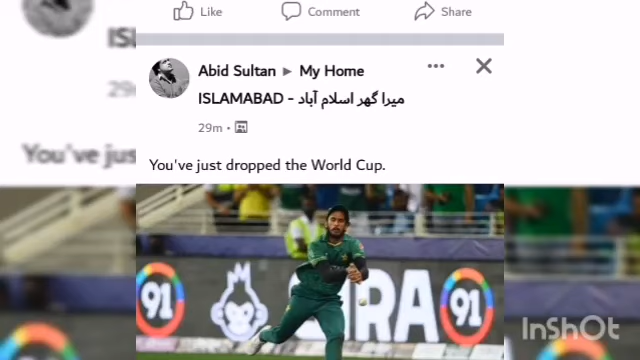 Like Comment Share
Abid Sultan ▸ My Home
ISLAMABAD - میرا گھر اسلام آباد
29m
You've just dropped the World Cup.
91 91
InShOt